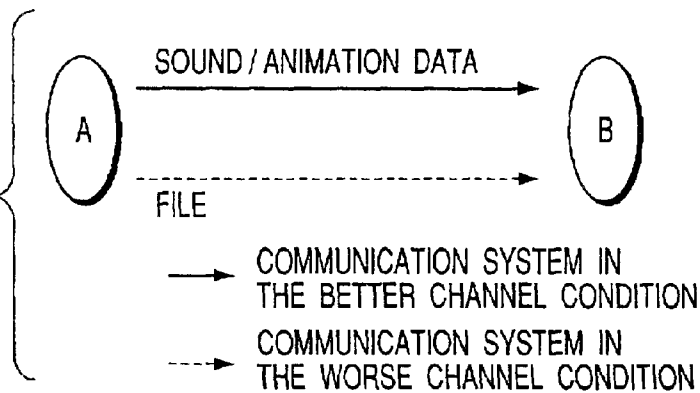 SOUND / ANIMATION DATA
A
B
FILE
COMMUNICATION SYSTEM IN
THE BETTER CHANNEL CONDITION
COMMUNICATION SYSTEM IN
THE WORSE CHANNEL CONDITION